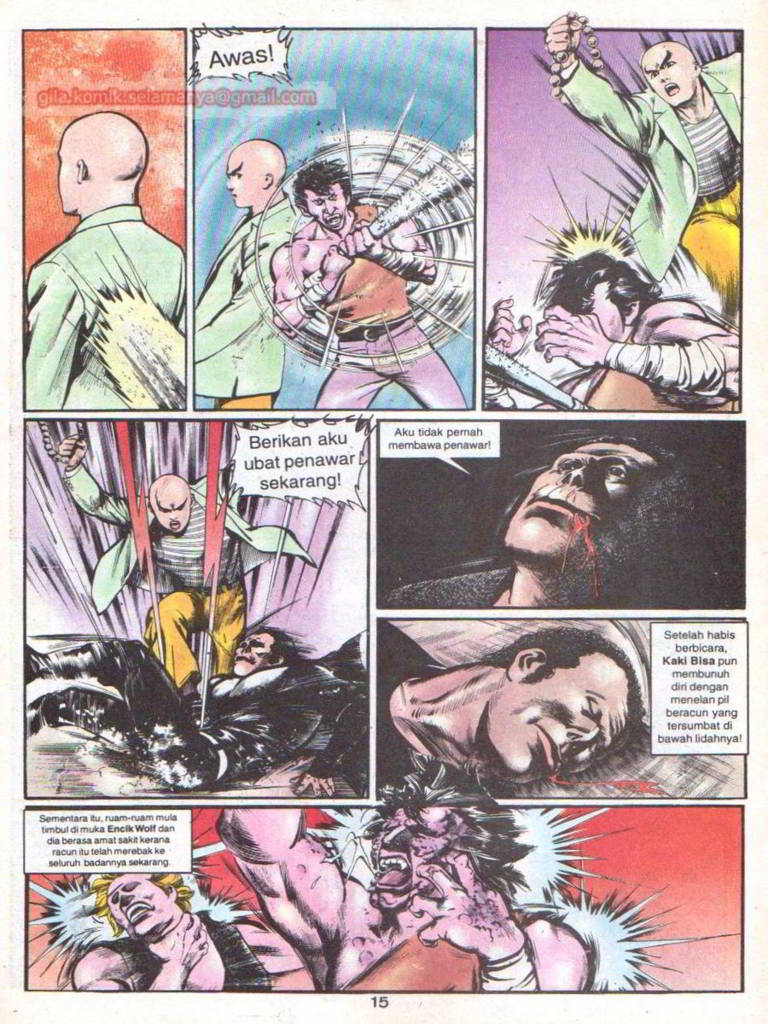 Awas!
gila.komik.selamanya@gmail.com
Berikan aku
ubat penawar
sekarang!
Aku tidak pernah
membawa penawar!
Setelah habis
berbicara,
Kaki Bisa pun
membunuh
diri dengan
menelan pil
beracun yang
tersumbat di
bawah lidahnya!
Sementara itu, ruam-ruam mula
timbul di muka Encik Wolf dan
dia berasa amat sakit kerana
racun itu telah merebak ke
seluruh badannya sekarang.
15